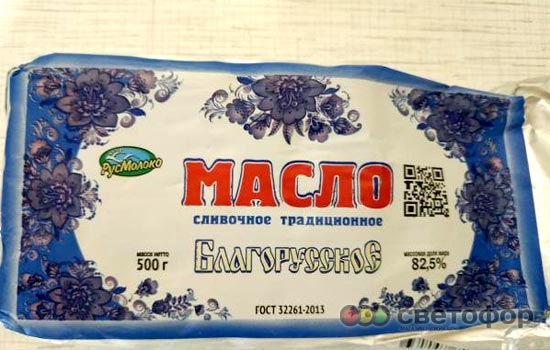 РусМолоко
МАСЛО
СЛИВОЧНОЕ ТРАДИЦИОННОЕ
БЛАГОРУССКОЕ
МАССА НЕТТО
500 г
МАССОВАЯ ДОЛЯ ЖИРА
82,5%
ГОСТ 32261-2013
светофор